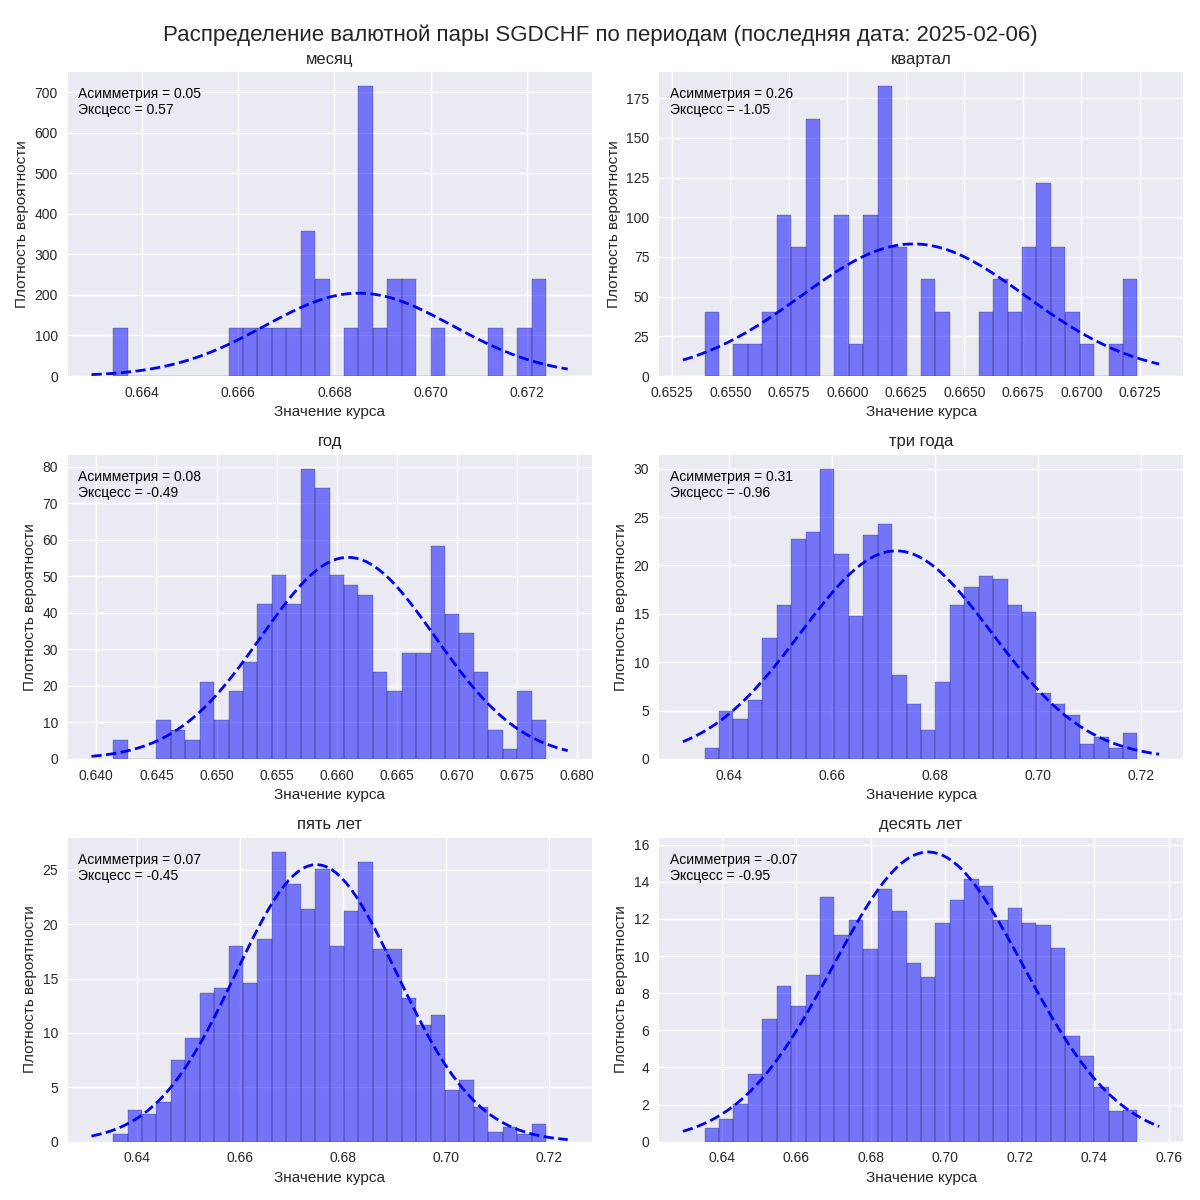 Распределение валютной пары SGDCHF по периодам (последняя дата: 2025-02-06)
месяц
Асимметрия = 0.05
Эксцесс = 0.57
Плотность вероятности
700
600
500
400
300
200
100
0
0.664 0.666 0.668 0.670 0.672
Значение курса
квартал
Асимметрия = 0.26
Эксцесс = -1.05
Плотность вероятности
175
150
125
100
75
50
25
0
0.6525 0.6550 0.6575 0.6600 0.6625 0.6650 0.6675 0.6700 0.6725
Значение курса
год
Асимметрия = 0.08
Эксцесс = -0.49
Плотность вероятности
80
70
60
50
40
30
20
10
0
0.640 0.645 0.650 0.655 0.660 0.665 0.670 0.675 0.680
Значение курса
три года
Асимметрия = 0.31
Эксцесс = -0.96
Плотность вероятности
30
25
20
15
10
5
0
0.64 0.66 0.68 0.70 0.72
Значение курса
пять лет
Асимметрия = 0.07
Эксцесс = -0.45
Плотность вероятности
25
20
15
10
5
0
0.64 0.66 0.68 0.70 0.72
Значение курса
десять лет
Асимметрия = -0.07
Эксцесс = -0.95
Плотность вероятности
16
14
12
10
8
6
4
2
0
0.64 0.66 0.68 0.70 0.72 0.74 0.76
Значение курса